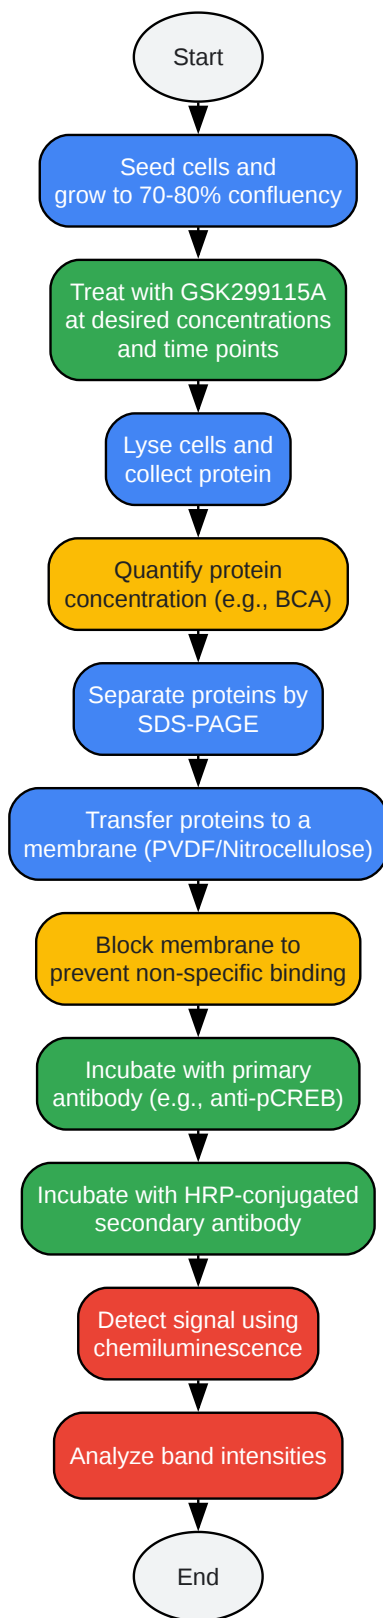 Start
Seed cells and
grow to 70-80% confluency
Treat with GSK299115A
at desired concentrations
and time points
Lyse cells and
collect protein
Quantify protein
concentration (e.g., BCA)
Separate proteins by
SDS-PAGE
Transfer proteins to a
membrane (PVDF/Nitrocellulose)
Block membrane to
prevent non-specific binding
Incubate with primary
antibody (e.g., anti-pCREB)
Incubate with HRP-conjugated
secondary antibody
Detect signal using
chemiluminescence
Analyze band intensities
End